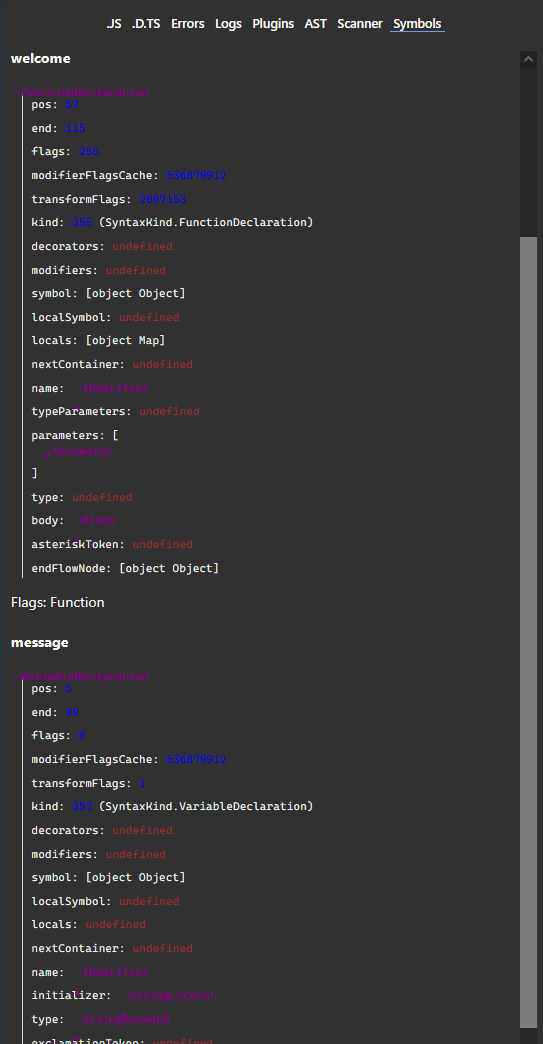 .JS .D.TS Errors Logs Plugins AST Scanner Symbols
welcome
FunctionDeclaration
pos: 67
end: 115
flags: 256
modifierFlagsCache: 636870912
transformFlags: 2097153
kind: 255 (SyntaxKind.FunctionDeclaration)
decorators: undefined
modifiers: undefined
symbol: [object Object]
localSymbol: undefined
locals: [object Map]
nextContainer: undefined
name: Identifier
typeParameters: undefined
parameters: [
Parameter
]
type: undefined
body: Block
asteriskToken: undefined
endFlowNode: [object Object]
Flags: Function
message
VariableDeclaration
pos: 5
end:
flags: 0
modifierFlagsCache: 636870912
transformFlags: 1
kind: 253 (SyntaxKind.VariableDeclaration)
decorators: undefined
modifiers: undefined
symbol: [object Object]
localSymbol: undefined
locals: undefined
nextContainer: undefined
name: Identifier
initializer: StringLiteral
type: StringKeyword
exclamationToken: undefined